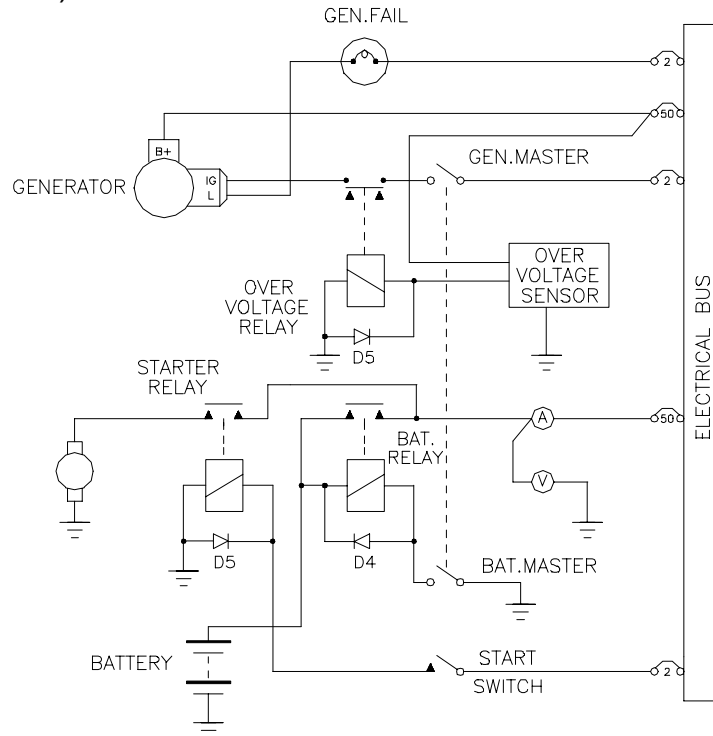 GEN.FAIL
2
50
B+
GEN.MASTER
GENERATOR
IG
L
2
OVER
VOLTAGE
SENSOR
OVER
VOLTAGE
RELAY
D5
ELECTRICAL BUS
STARTER
RELAY
A
50
BAT.
RELAY
V
D5
D4
BAT.MASTER
BATTERY
START
SWITCH
2